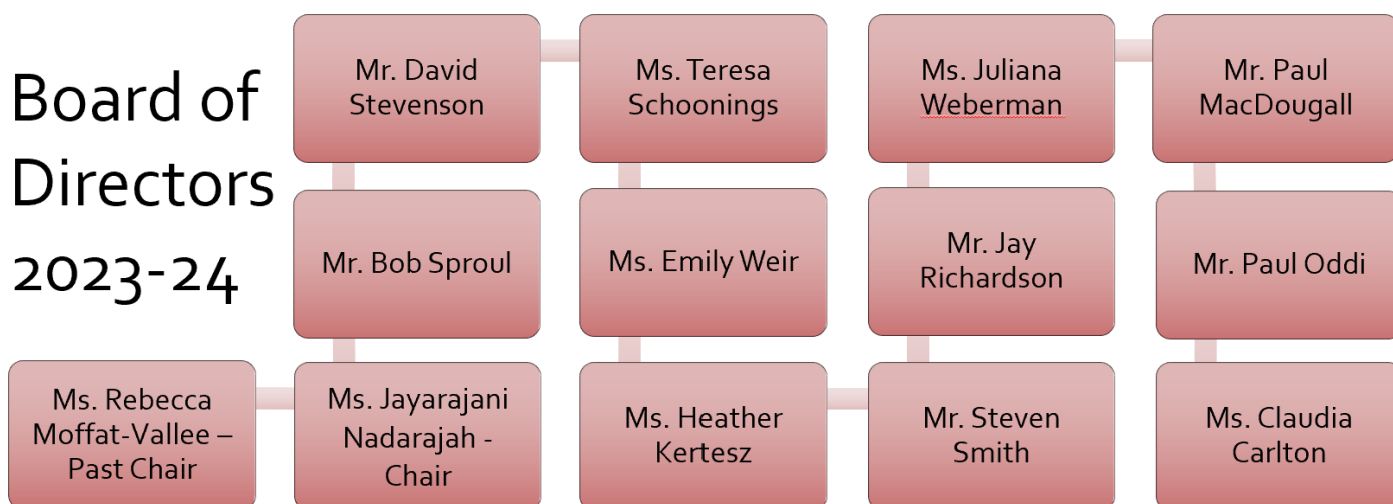 Board of
Directors
2023-24
Mr. David
Stevenson
Ms. Teresa
Schoonings
Ms. Juliana
Weberman
Mr. Paul
MacDougall
Mr. Bob Sproul
Ms. Emily Weir
Mr. Jay
Richardson
Mr. Paul Oddi
Ms. Rebecca
Moffat-Vallee –
Past Chair
Ms. Jayarajani
Nadarajah -
Chair
Ms. Heather
Kertesz
Mr. Steven
Smith
Ms. Claudia
Carlton